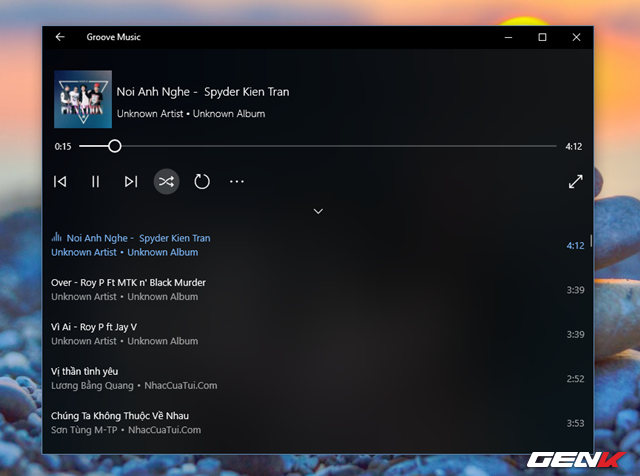 Groove Music
Noi Anh Nghe - Spyder Kien Tran
Unknown Artist • Unknown Album
0:15
4:12
Noi Anh Nghe - Spyder Kien Tran
Unknown Artist • Unknown Album
4:12
Over - Roy P Ft MTK n' Black Murder
Unknown Artist • Unknown Album
3:39
Vì Ai - Roy P ft Jay V
Unknown Artist • Unknown Album
3:39
Vị thần tình yêu
Lương Bằng Quang • NhacCuaTui.Com
2:52
Chúng Ta Không Thuộc Về Nhau
Sơn Tùng M-TP • NhacCuaTui.Com
3:53
GENK